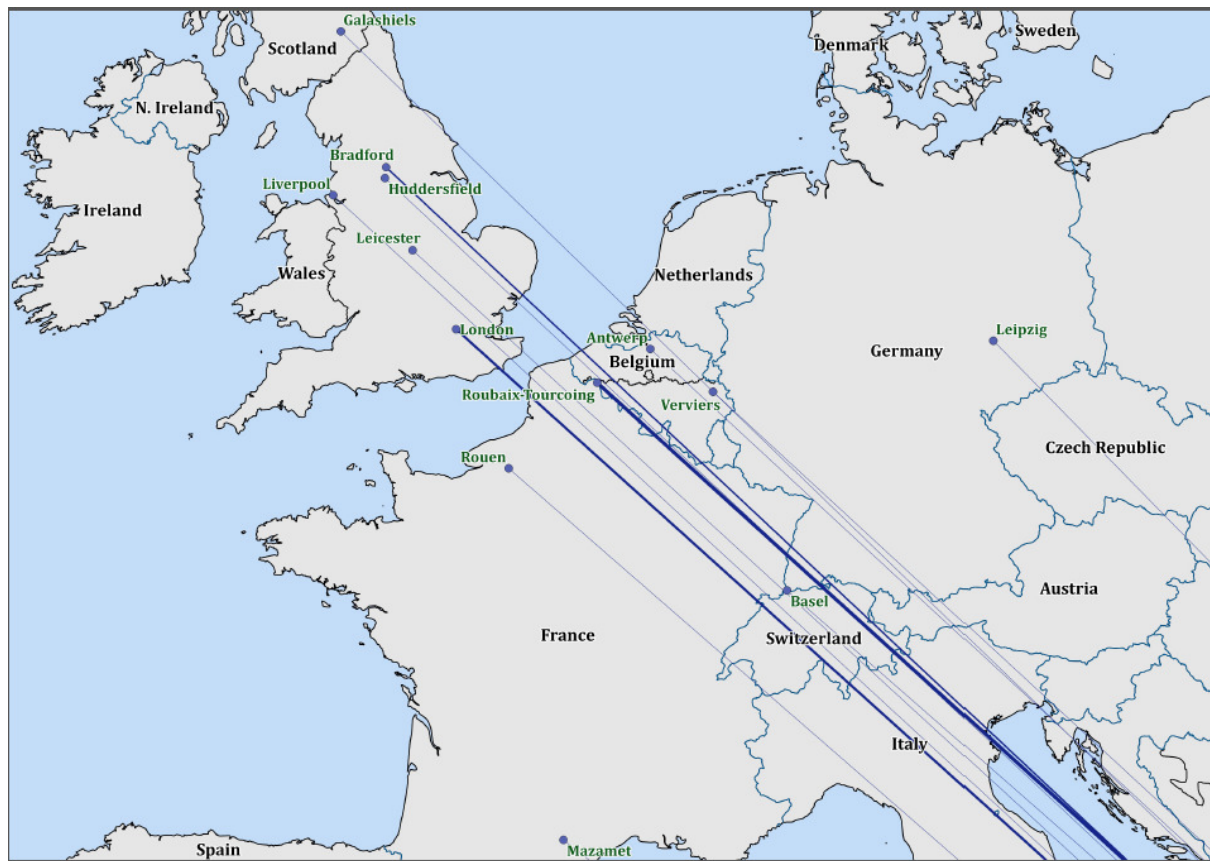 Galashiels
Scotland
Denmark
Sweden
N. Ireland
Bradford
Liverpool
Huddersfield
Ireland
Leicester
Wales
Netherlands
London
Antwerp
Leipzig
Belgium
Germany
Roubaix-Tourcoing
Verviers
Czech Republic
Rouen
Austria
Basel
France
Switzerland
Italy
Spain
Mazamet